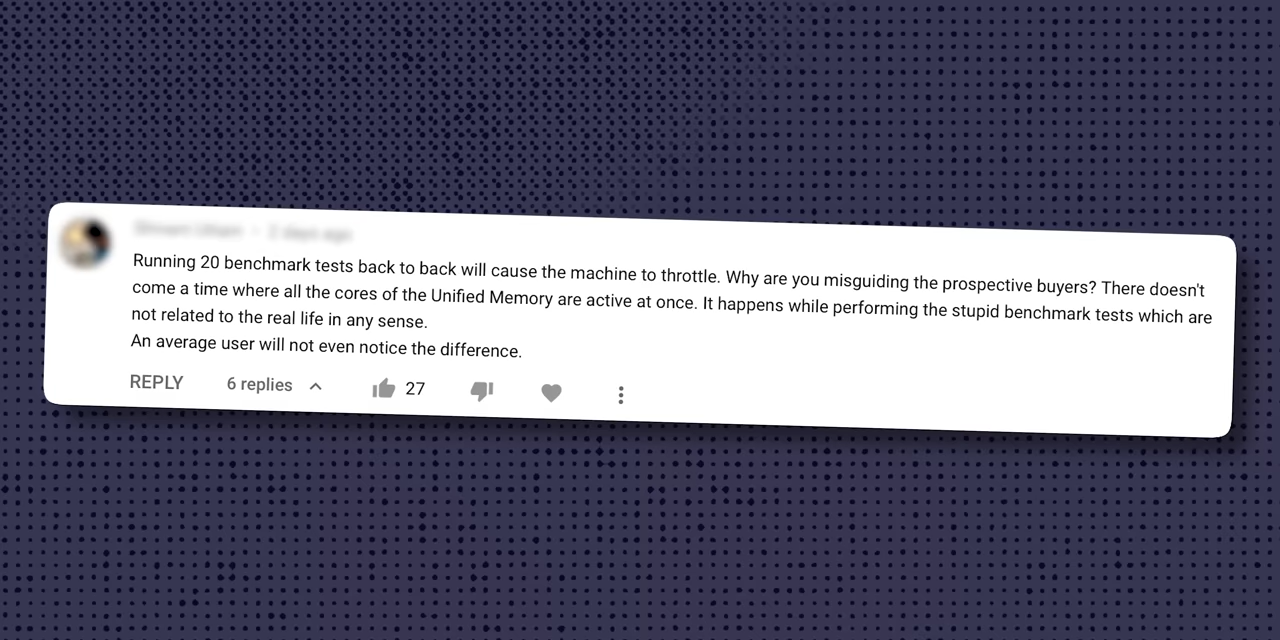 Running 20 benchmark tests back to back will cause the machine to throttle. Why are you misguiding the prospective buyers? There doesn't
come a time where all the cores of the Unified Memory are active at once. It happens while performing the stupid benchmark tests which are
not related to the real life in any sense.
An average user will not even notice the difference.
REPLY 6 replies 27